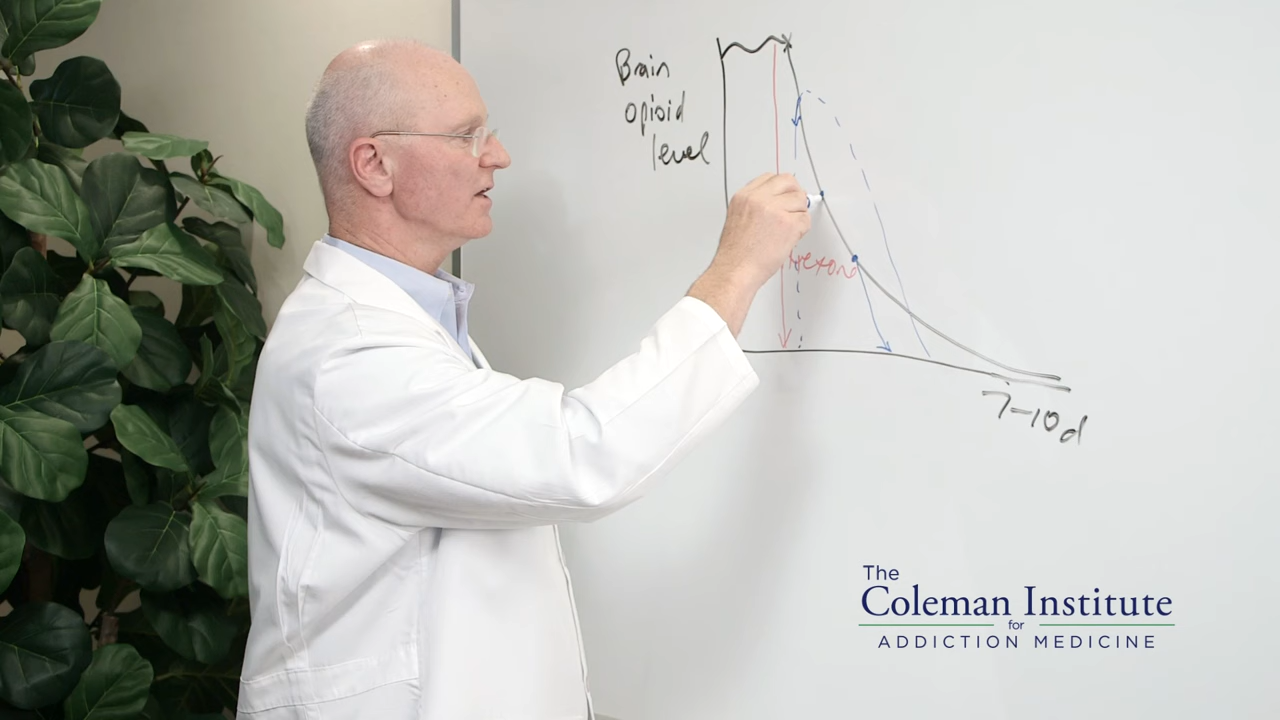 Brain
opioid
level
7-10d
The
Coleman Institute
for
ADDICTION MEDICINE